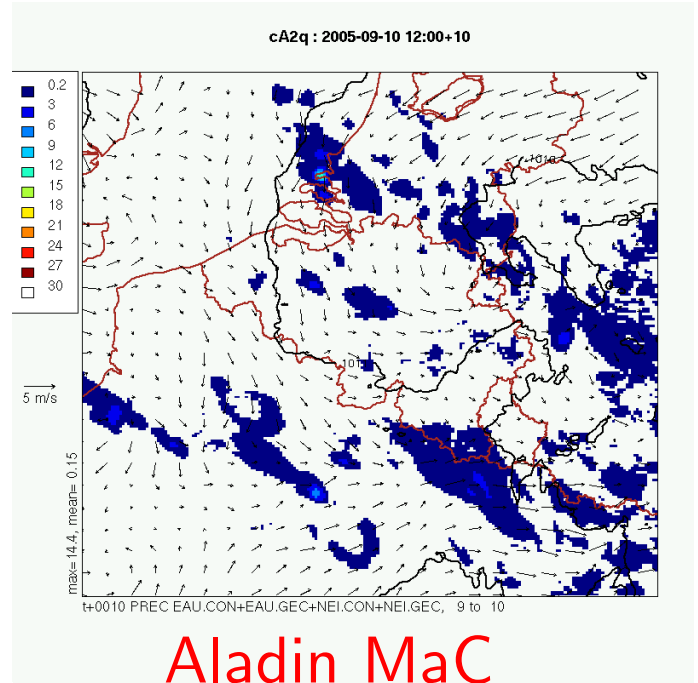 cA2q : 2005-09-10 12:00+10
0.2
3
6
9
12
15
18
21
24
27
30
5 m/s
max=14.4, mean= 0.15
101
t+0010 PREC EAU.CON+EAU.GEC+NEI.CON+NEI.GEC, 9 to 10
Aladin MaC